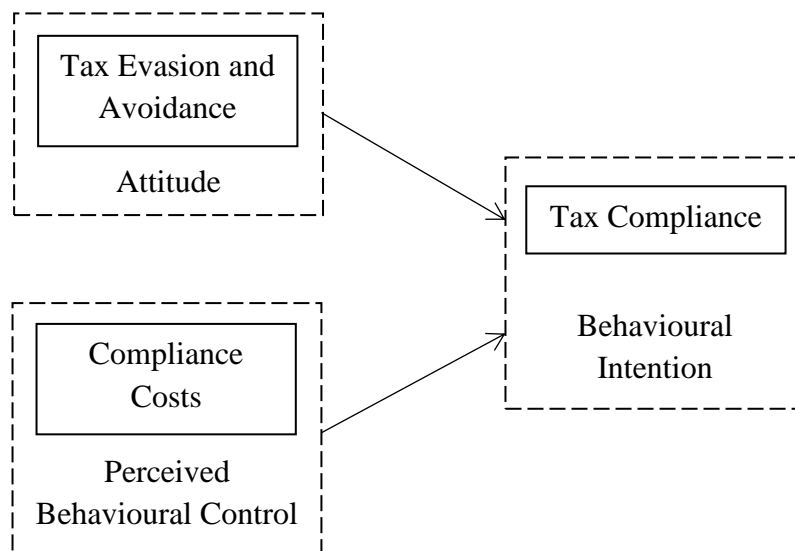 Tax Evasion and
Avoidance
Attitude
Tax Compliance
Behavioural
Intention
Compliance
Costs
Perceived
Behavioural Control